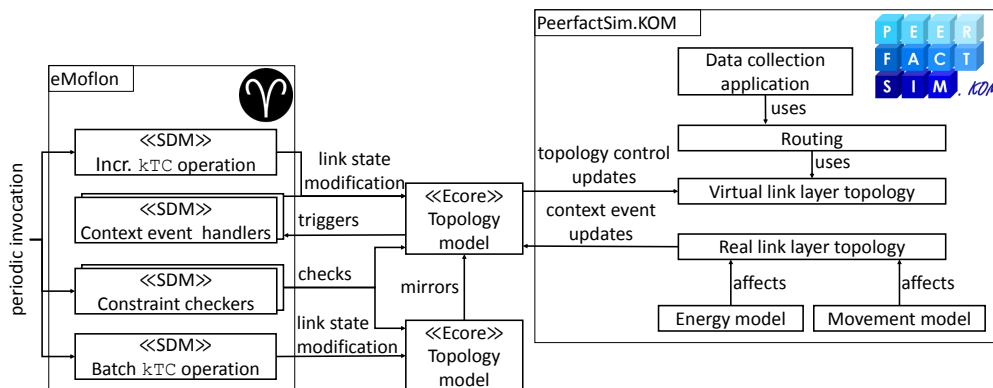 PeerfactSim.KOM
P E E R
F A C T
S I M . KOM
Data collection
application
uses
Routing
uses
Virtual link layer topology
Real link layer topology
affects
affects
Energy model
Movement model
eMoflon
periodic invocation
≪SDM≫
Incr. kTC operation
≪SDM≫
Context event handlers
≪SDM≫
Constraint checkers
≪SDM≫
Batch kTC operation
link state
modification
triggers
checks
mirrors
link state
modification
≪Ecore≫
Topology
model
≪Ecore≫
Topology
model
topology control
updates
context event
updates